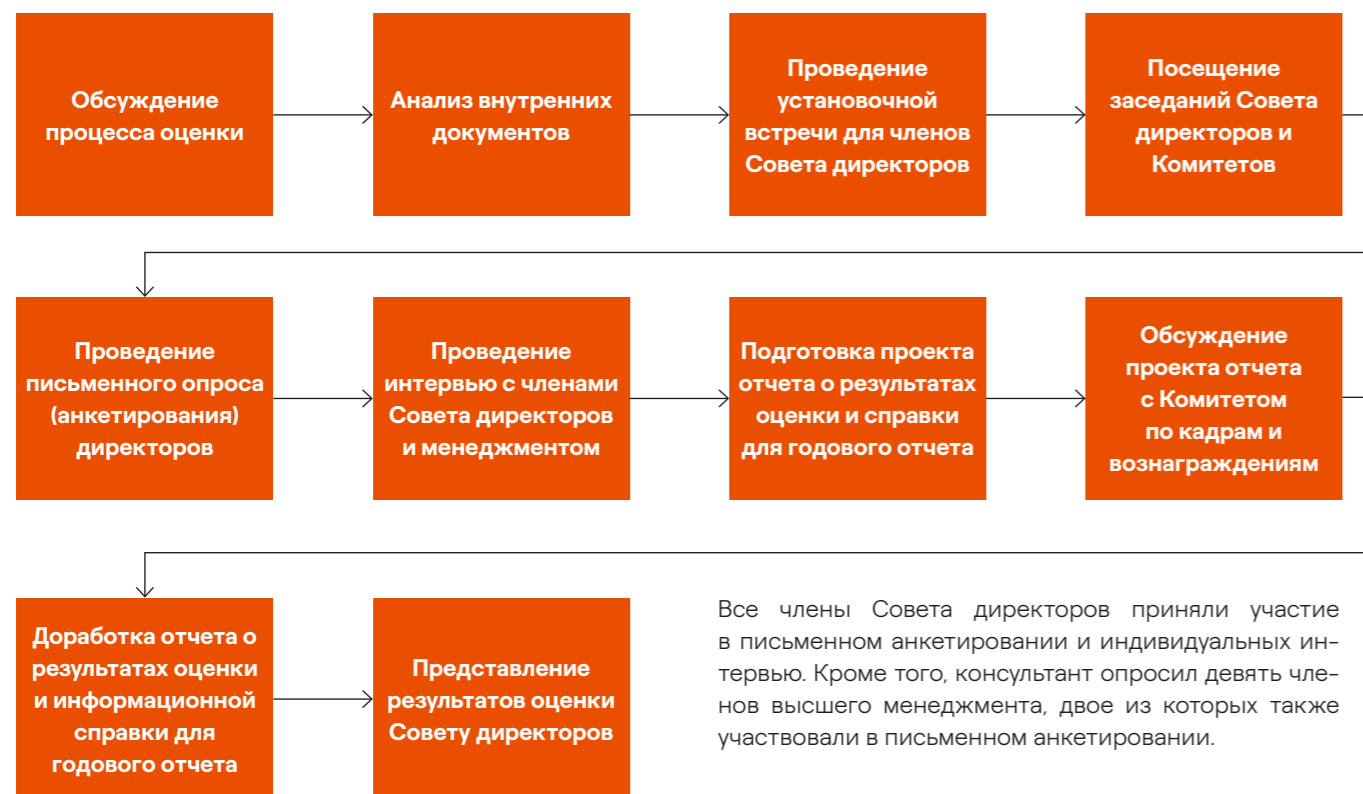 Обсуждение
процесса оценки
Анализ внутренних
документов
Проведение
установочной
встречи для членов
Совета директоров
Посещение
заседаний Совета
директоров и
Комитетов
Проведение
письменного опроса
(анкетирования)
директоров
Проведение
интервью с членами
Совета директоров
и менеджментом
Подготовка проекта
отчета о результатах
оценки и справки
для годового отчета
Обсуждение
проекта отчета
с Комитетом
по кадрам и
вознаграждениям
Доработка отчета о
результатах оценки
и информационной
справки для
годового отчета
Представление
результатов оценки
Совету директоров
Все члены Совета директоров приняли участие
в письменном анкетировании и индивидуальных ин-
тервью. Кроме того, консультант опросил девять чле-
нов высшего менеджмента, двое из которых также
участвовали в письменном анкетировании.